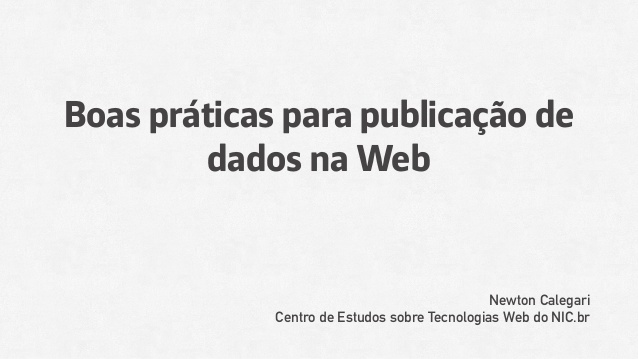 Boas práticas para publicação de
dados na Web
Newton Calegari
Centro de Estudos sobre Tecnologias Web do NIC.br